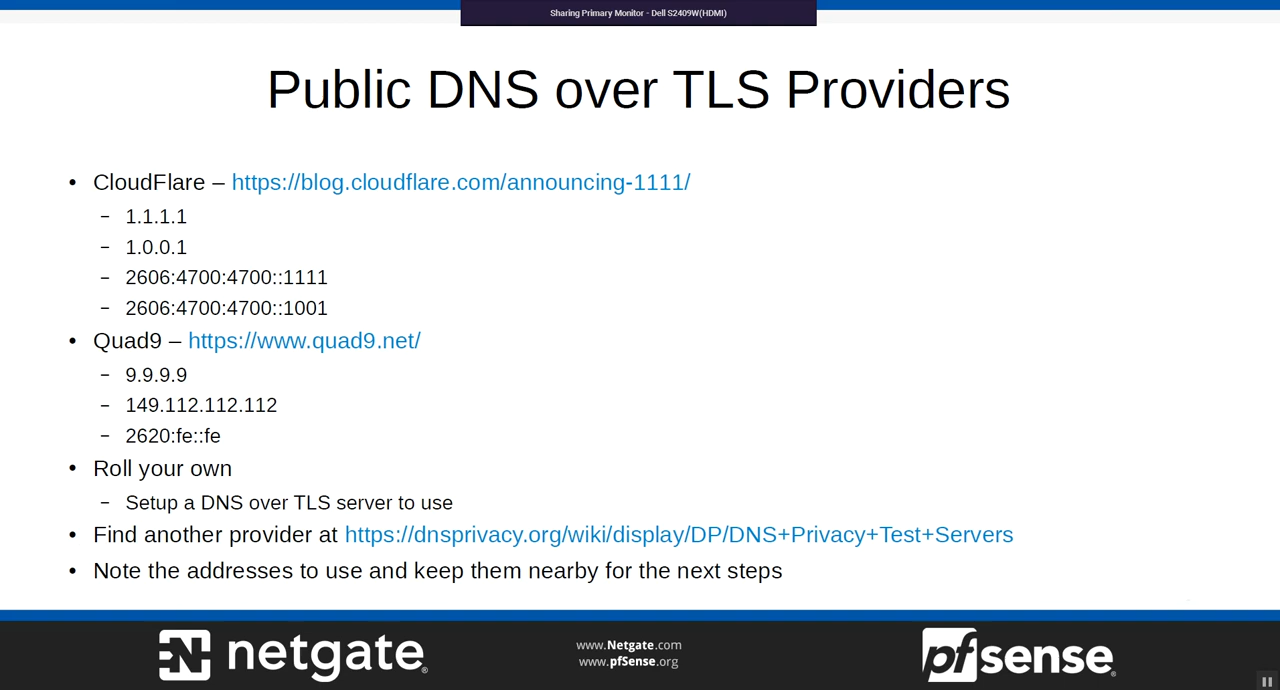 Sharing Primary Monitor - Dell S2409W(HDMI)
Public DNS over TLS Providers
• CloudFlare – https://blog.cloudflare.com/announcing-1111/
– 1.1.1.1
– 1.0.0.1
– 2606:4700:4700::1111
– 2606:4700:4700::1001
• Quad9 – https://www.quad9.net/
– 9.9.9.9
– 149.112.112.112
– 2620:fe::fe
• Roll your own
– Setup a DNS over TLS server to use
• Find another provider at https://dnsprivacy.org/wiki/display/DP/DNS+Privacy+Test+Servers
• Note the addresses to use and keep them nearby for the next steps
N netgate®
www.Netgate.com
www.pfSense.org
pfsense®